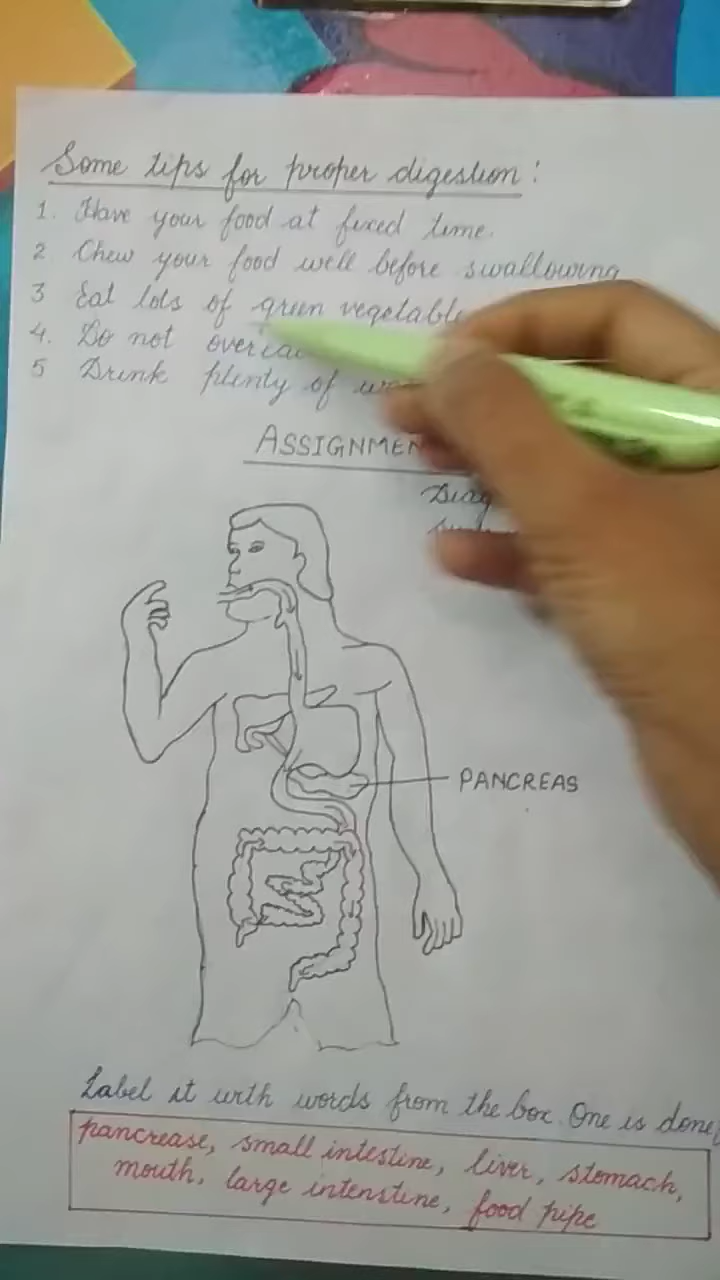 Some tips for proper digestion:
1. Have your food at fixed time.
2 Chew your food well before swallowing
3 Eat lots of green
4. Do not
5 Drink plenty of
PANCREAS
Label it with words from the box. One is done
pancrease, small intestine, liver, stomach,
mouth, large intenstine, food pipe